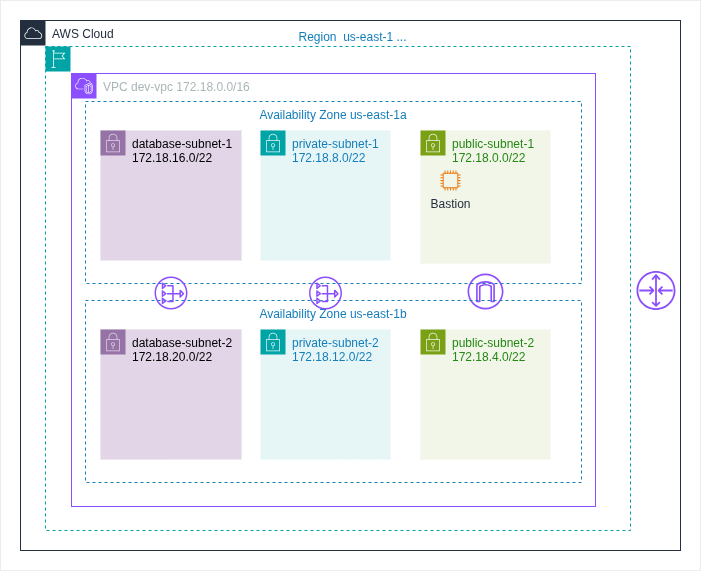 AWS Cloud
Region us-east-1 ...
VPC dev-vpc 172.18.0.0/16
Availability Zone us-east-1a
database-subnet-1
172.18.16.0/22
private-subnet-1
172.18.8.0/22
public-subnet-1
172.18.0.0/22
Bastion
Availability Zone us-east-1b
database-subnet-2
172.18.20.0/22
private-subnet-2
172.18.12.0/22
public-subnet-2
172.18.4.0/22